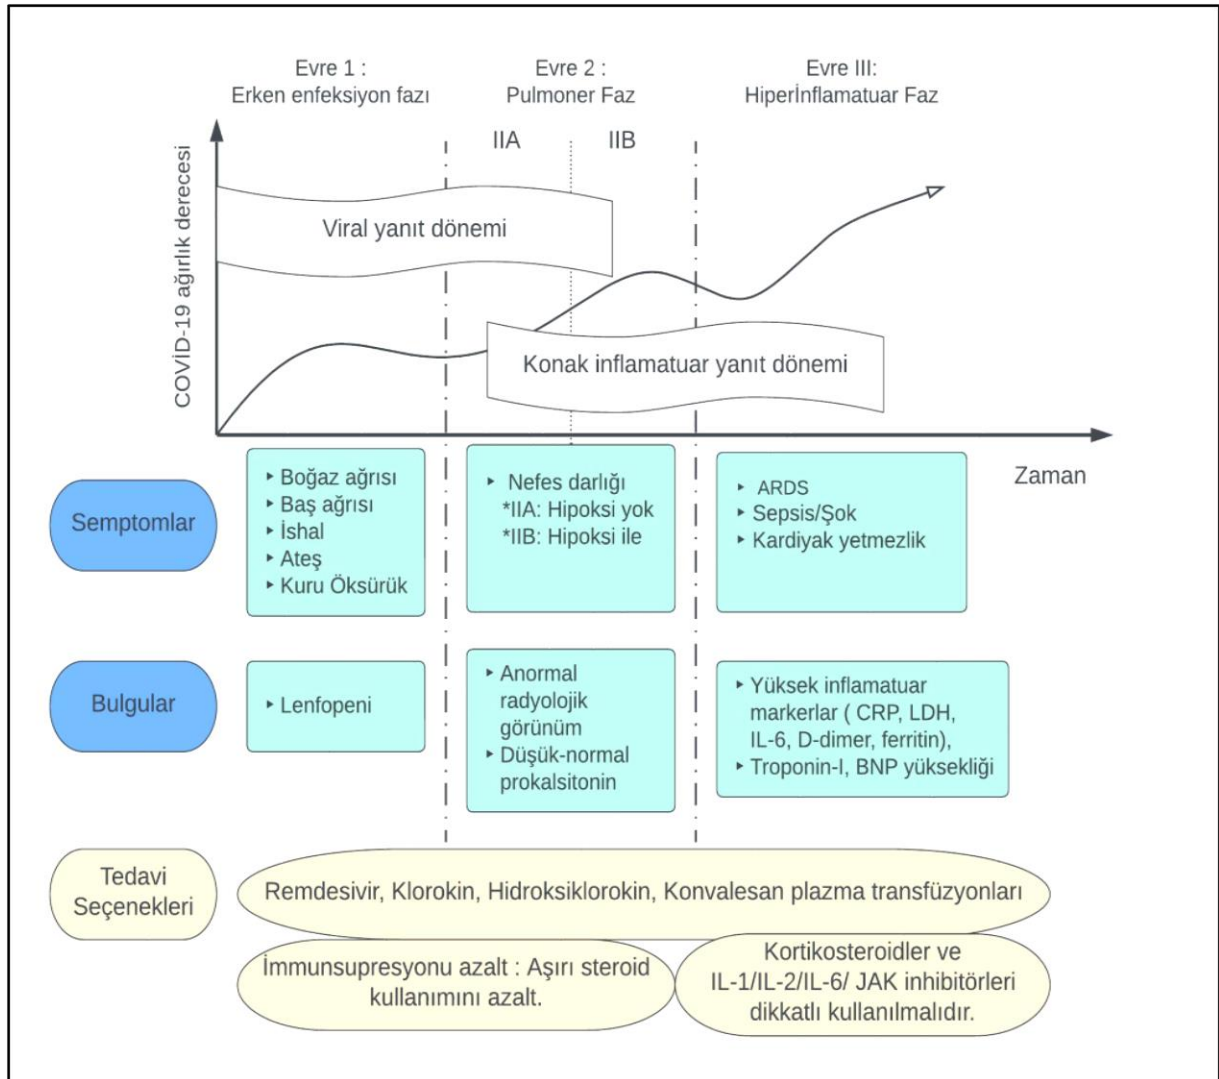 Evre 1 :
Erken enfeksiyon fazı
Evre 2 :
Pulmoner Faz
Evre III:
Hiperİnflamatuar Faz
IIA
IIB
COVİD-19 ağırlık derecesi
Viral yanıt dönemi
Konak inflamatuar yanıt dönemi
Zaman
Semptomlar
‣ Boğaz ağrısı
‣ Baş ağrısı
‣ İshal
‣ Ateş
‣ Kuru Öksürük
‣ Nefes darlığı
*IIA: Hipoksi yok
*IIB: Hipoksi ile
‣ ARDS
‣ Sepsis/Şok
‣ Kardiyak yetmezlik
Bulgular
‣ Lenfopeni
‣ Anormal
radyolojik
görünüm
‣ Düşük-normal
prokalsitonin
‣ Yüksek inflamatuar
markerlar ( CRP, LDH,
IL-6, D-dimer, ferritin),
‣ Troponin-I, BNP yüksekliği
Tedavi
Seçenekleri
Remdesivir, Klorokin, Hidroksiklorokin, Konvalesan plazma transfüzyonları
İmmunsupresyonu azalt : Aşırı steroid
kullanımını azalt.
Kortikosteroidler ve
IL-1/IL-2/IL-6/ JAK inhibitörleri
dikkatlı kullanılmalıdır.